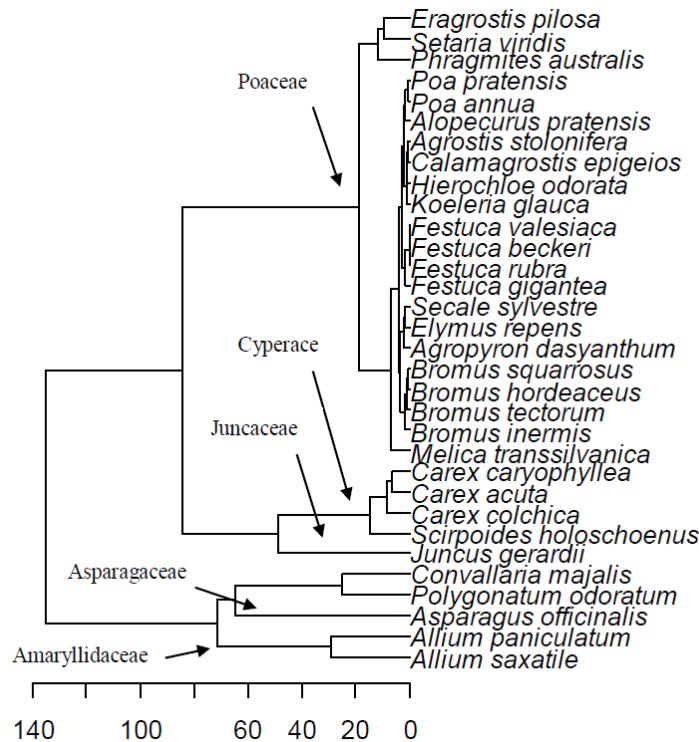 Eragrostis pilosa
Setaria viridis
Phragmites australis
Poaceae
Poa pratensis
Poa annua
Alopecurus pratensis
Agrostis stolonifera
Calamagrostis epigeios
Hierochloe odorata
Koeleria glauca
Festuca valesiaca
Festuca beckeri
Festuca rubra
Festuca gigantea
Secale sylvestre
Elymus repens
Cyperace
Agropyron dasyanthum
Bromus squarrosus
Bromus hordeaceus
Bromus tectorum
Juncaceae
Bromus inermis
Melica transsilvanica
Carex caryophyllea
Carex acuta
Carex colchica
Scirpoides holoschoenus
Juncus gerardii
Asparagaceae
Convallaria majalis
Polygonatum odoratum
Asparagus officinalis
Allium paniculatum
Amaryllidaceae
Allium saxatile
140 100 60 40 20 0